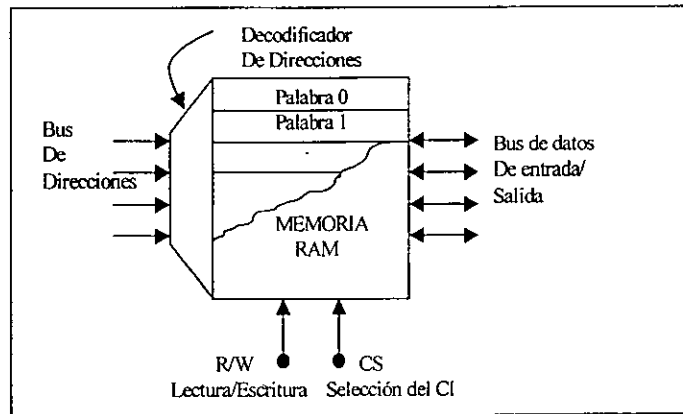 Decodificador
De Direcciones
Palabra 0
Palabra 1
Bus
De
Direcciones
Bus de datos
De entrada/
Salida
MEMORIA
RAM
R/W
CS
Lectura/Escritura
Selección del CI